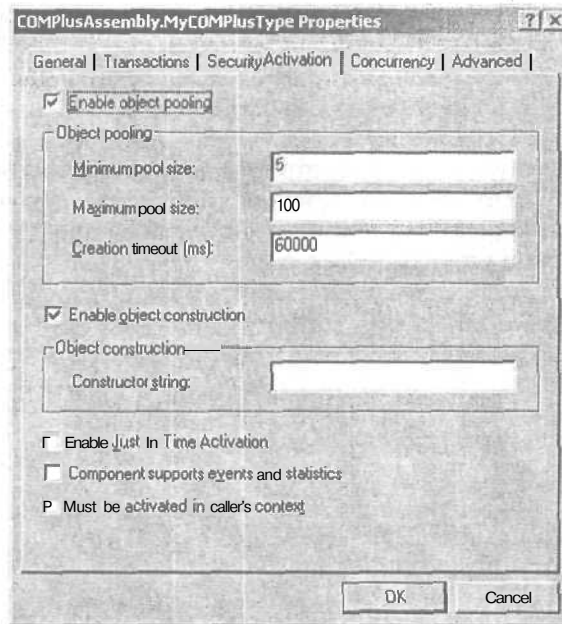 COMPlusAssembly.MyCOMPlusType Properties ? X
General | Transactions | Security Activation | Concurrency | Advanced |
Enable object pooling
Object pooling
Minimum pool size: 5
Maximum pool size: 100
Creation timeout (ms): 60000
Enable object construction
Object construction
Constructor string:
Γ Enable Just In Time Activation
Component supports events and statistics
P Must be activated in caller's context
OK Cancel